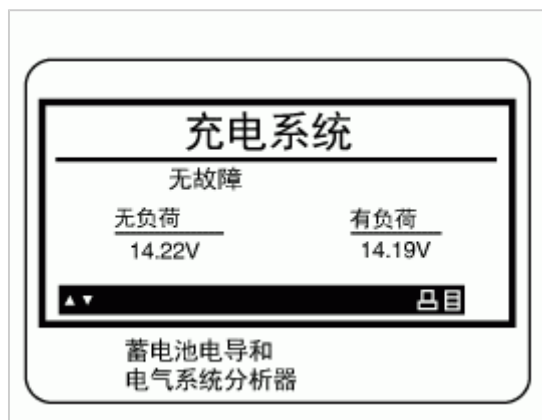 充电系统
无故障
无负荷 有负荷
14.22V 14.19V
蓄电池电导和
电气系统分析器